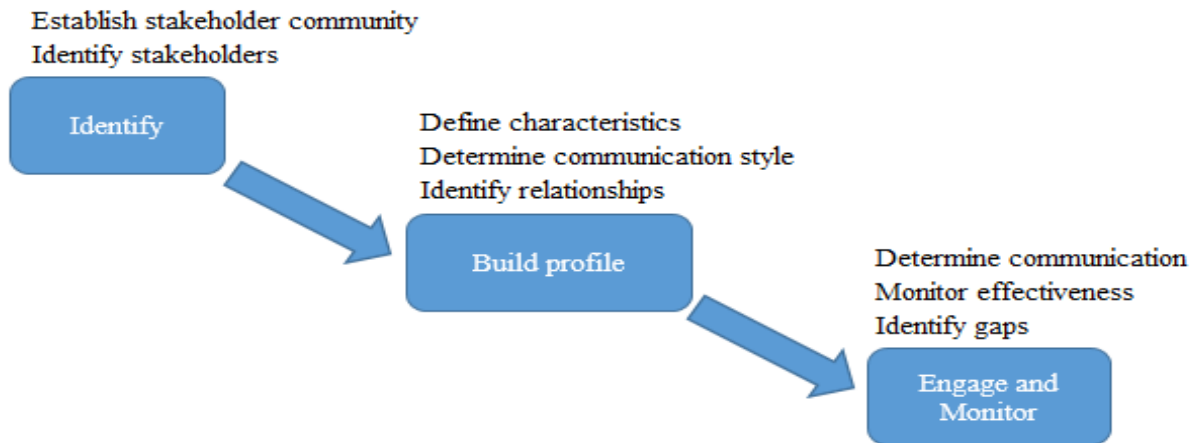 Establish stakeholder community
Identify stakeholders
Identify
Define characteristics
Determine communication style
Identify relationships
Build profile
Determine communication
Monitor effectiveness
Identify gaps
Engage and
Monitor